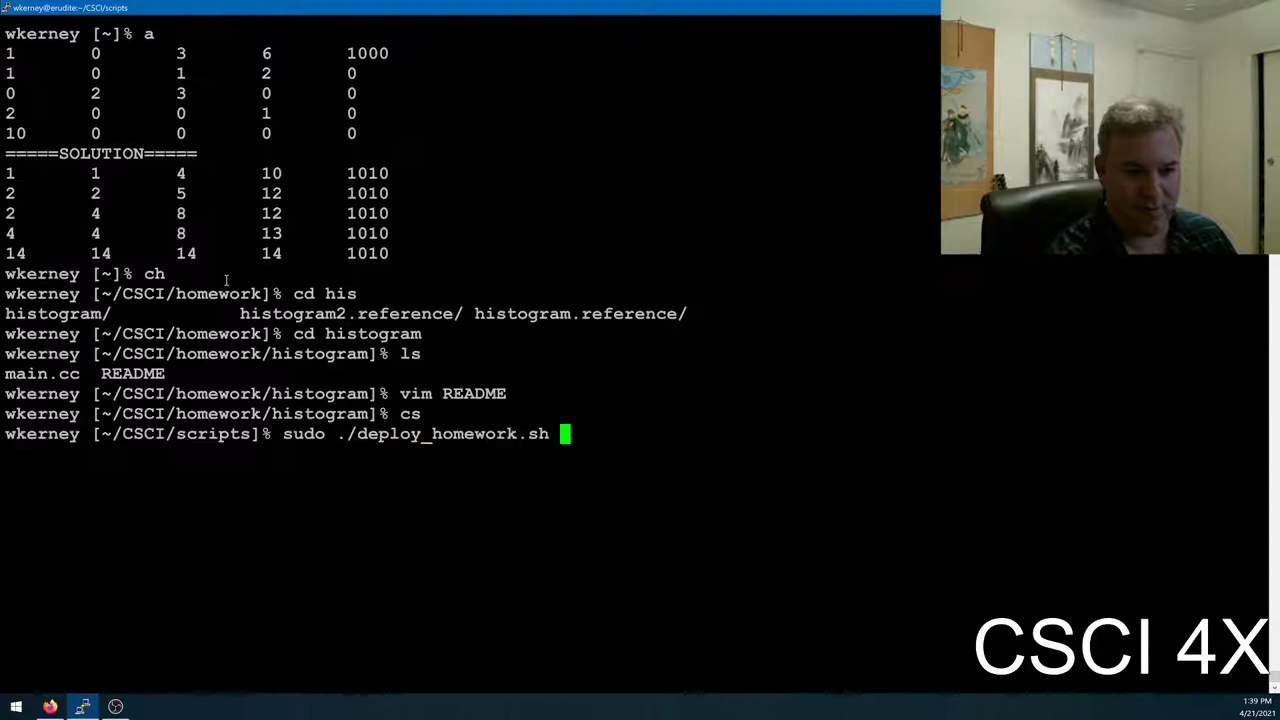 wkerney@erudite:~/CSCI/scripts
wkerney [~]% a
1 0 3 6 1000
1 0 1 2 0
0 2 3 0 0
2 0 0 1 0
10 0 0 0 0
=====SOLUTION=====
1 1 4 10 1010
2 2 5 12 1010
2 4 8 12 1010
4 4 8 13 1010
14 14 14 14 1010
wkerney [~]% ch
wkerney [~/CSCI/homework]% cd his
histogram/ histogram2.reference/ histogram.reference/
wkerney [~/CSCI/homework]% cd histogram
wkerney [~/CSCI/homework/histogram]% ls
main.cc README
wkerney [~/CSCI/homework/histogram]% vim README
wkerney [~/CSCI/homework/histogram]% cs
wkerney [~/CSCI/scripts]% sudo ./deploy_homework.sh
CSCI 4X
1:39 PM
4/21/2021